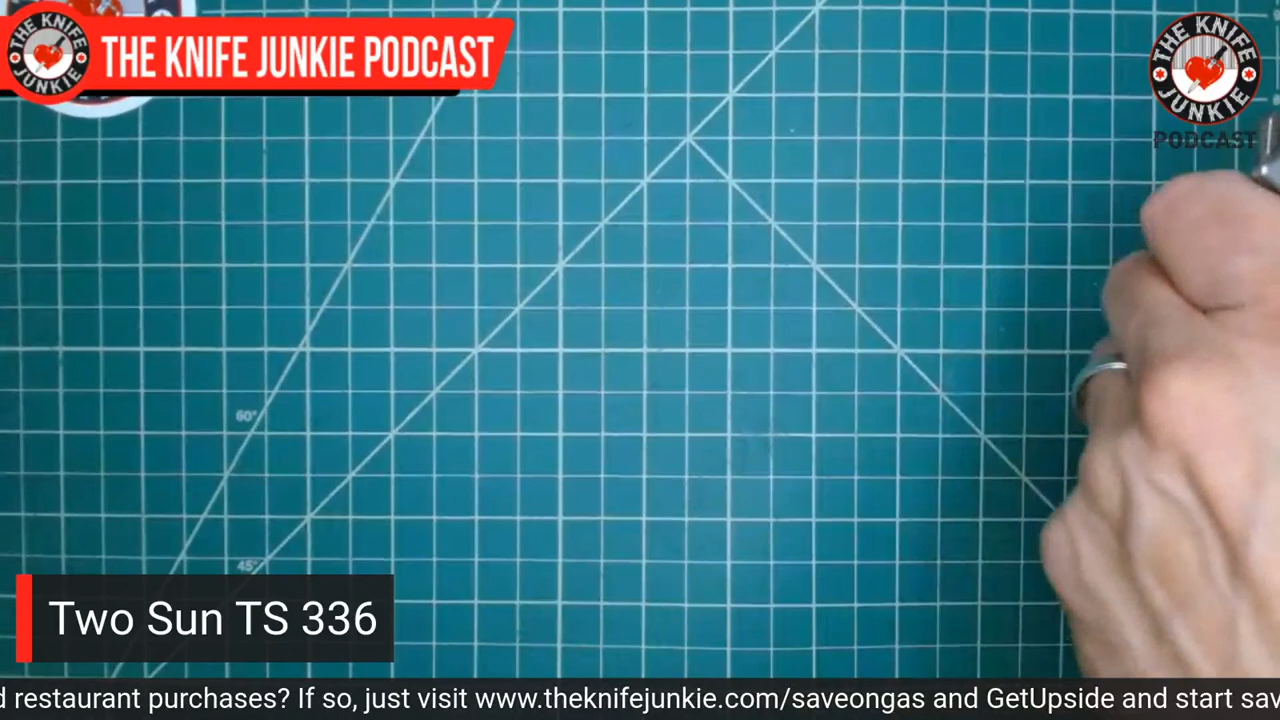 THE KNIFE JUNKIE
THE KNIFE JUNKIE PODCAST
THE KNIFE
JUNKIE
PODCAST
60°
45°
Two Sun TS 336
d restaurant purchases? If so, just visit www.theknifejunkie.com/saveongas and GetUpside and start sav